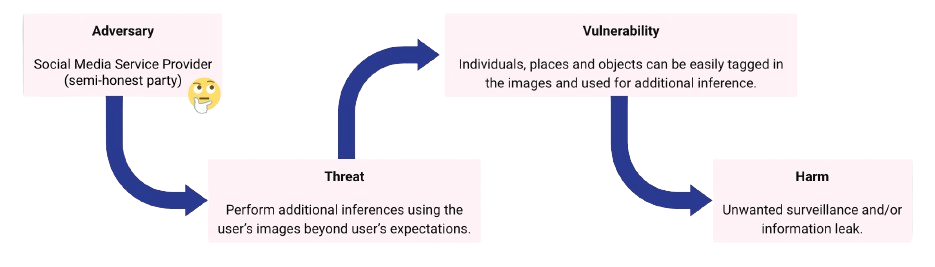 Adversary
Social Media Service Provider
(semi-honest party)
Threat
Perform additional inferences using the
user's images beyond user's expectations.
Vulnerability
Individuals, places and objects can be easily tagged in
the images and used for additional inference.
Harm
Unwanted surveillance and/or
information leak.